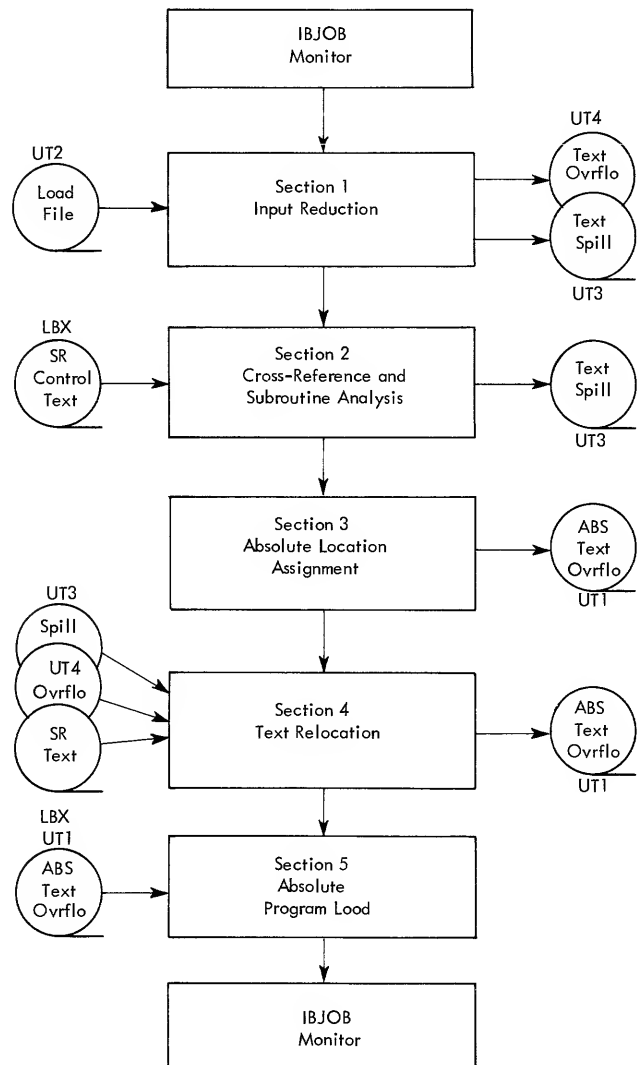 IBJOB
Monitor
UT2
Load
File
Section 1
Input Reduction
UT4
Text
Ovrflo
Text
Spill
UT3
LBX
SR
Control
Text
Section 2
Cross-Reference and
Subroutine Analysis
Text
Spill
UT3
Section 3
Absolute Location
Assignment
ABS
Text
Ovrflo
UT1
UT3
Spill
UT4
Ovrflo
SR
Text
Section 4
Text Relocation
ABS
Text
Ovrflo
UT1
LBX
UT1
ABS
Text
Ovrflo
Section 5
Absolute
Program Lood
IBJOB
Monitor